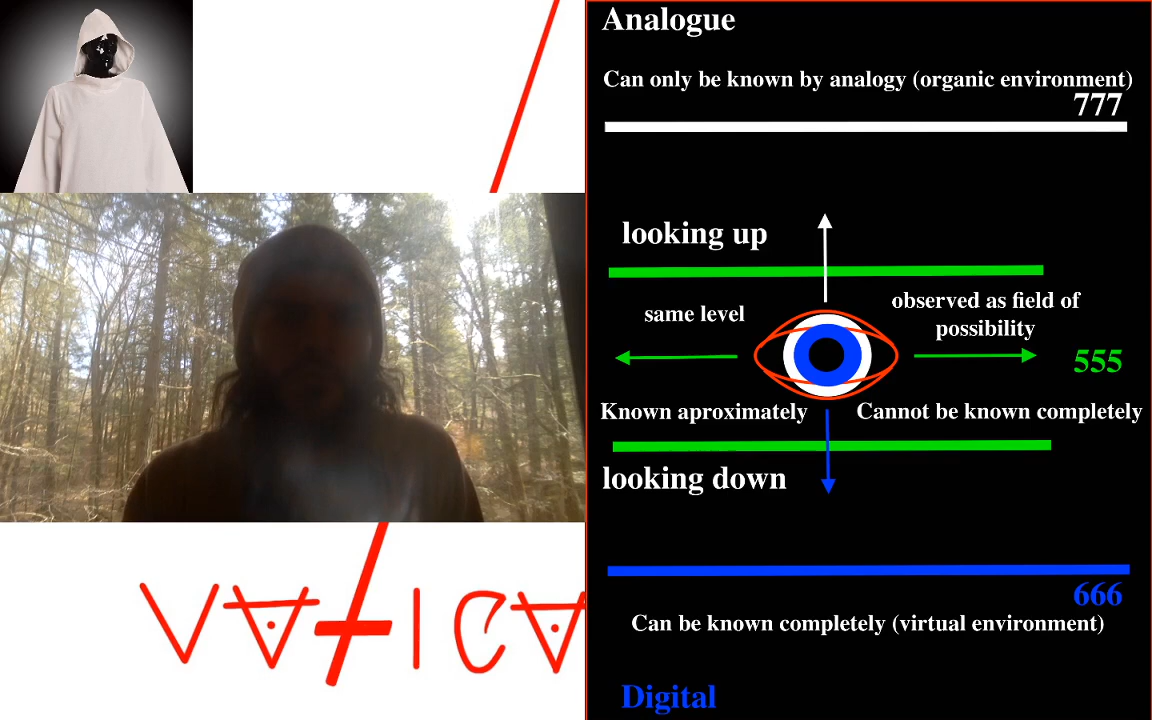 Analogue
Can only be known by analogy (organic environment)
777
looking up
same level
observed as field of
possibility
555
Known aproximately
Cannot be known completely
looking down
666
Can be known completely (virtual environment)
Digital